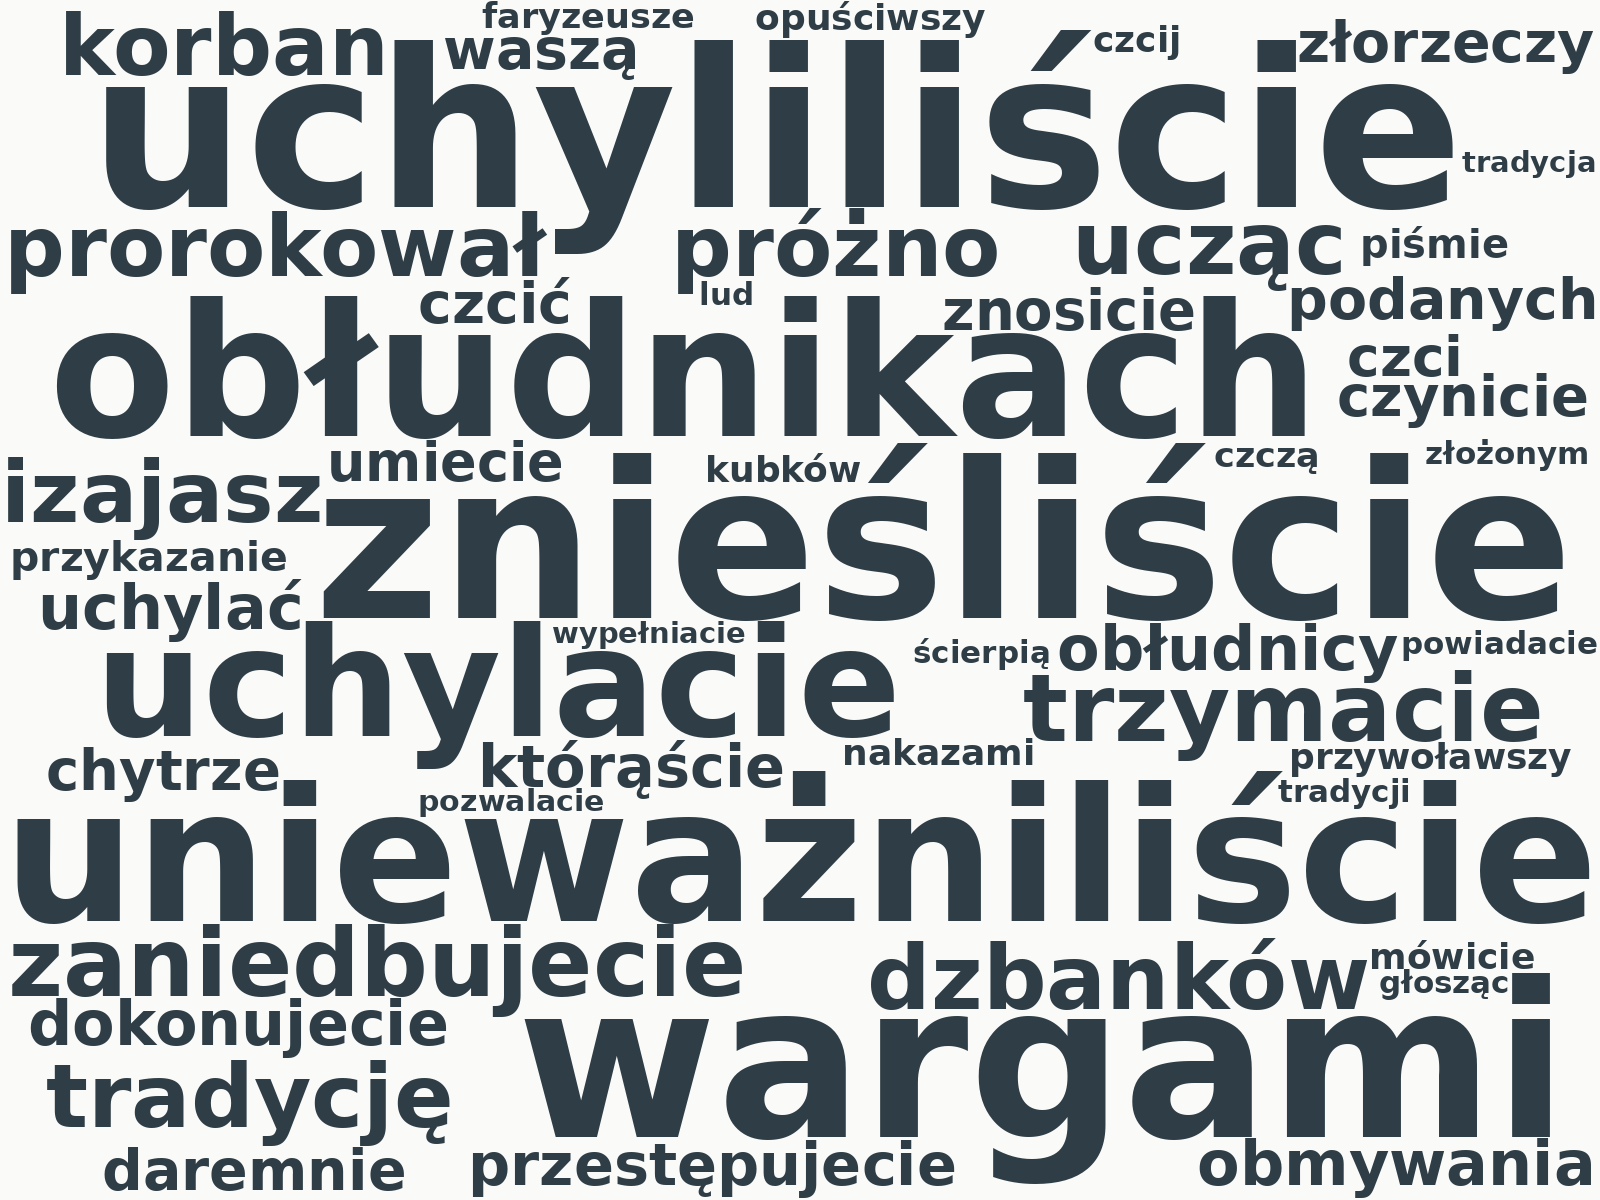 korban faryzeusze opuściwszy czcij złorzeczy
waszą
uchyliliście
tradycja
prorokował próżno ucząc piśmie
czcić lud znosicie podanych
obłudnikach
czci
czynicie
izajasz umiecie kubków czczą złożonym
znieśliście
przykazanie
uchylać
uchylacie
wypełniacie ścierpią obłudnicy powiadacie
trzymacie
chytrze którąście nakazami przywoławszy
pozwalacie tradycji
unieważniliście
zaniedbujecie dzbanków mówicie
głosząc
dokonujecie
wargami
tradycję
daremnie przestępujecie obmywania